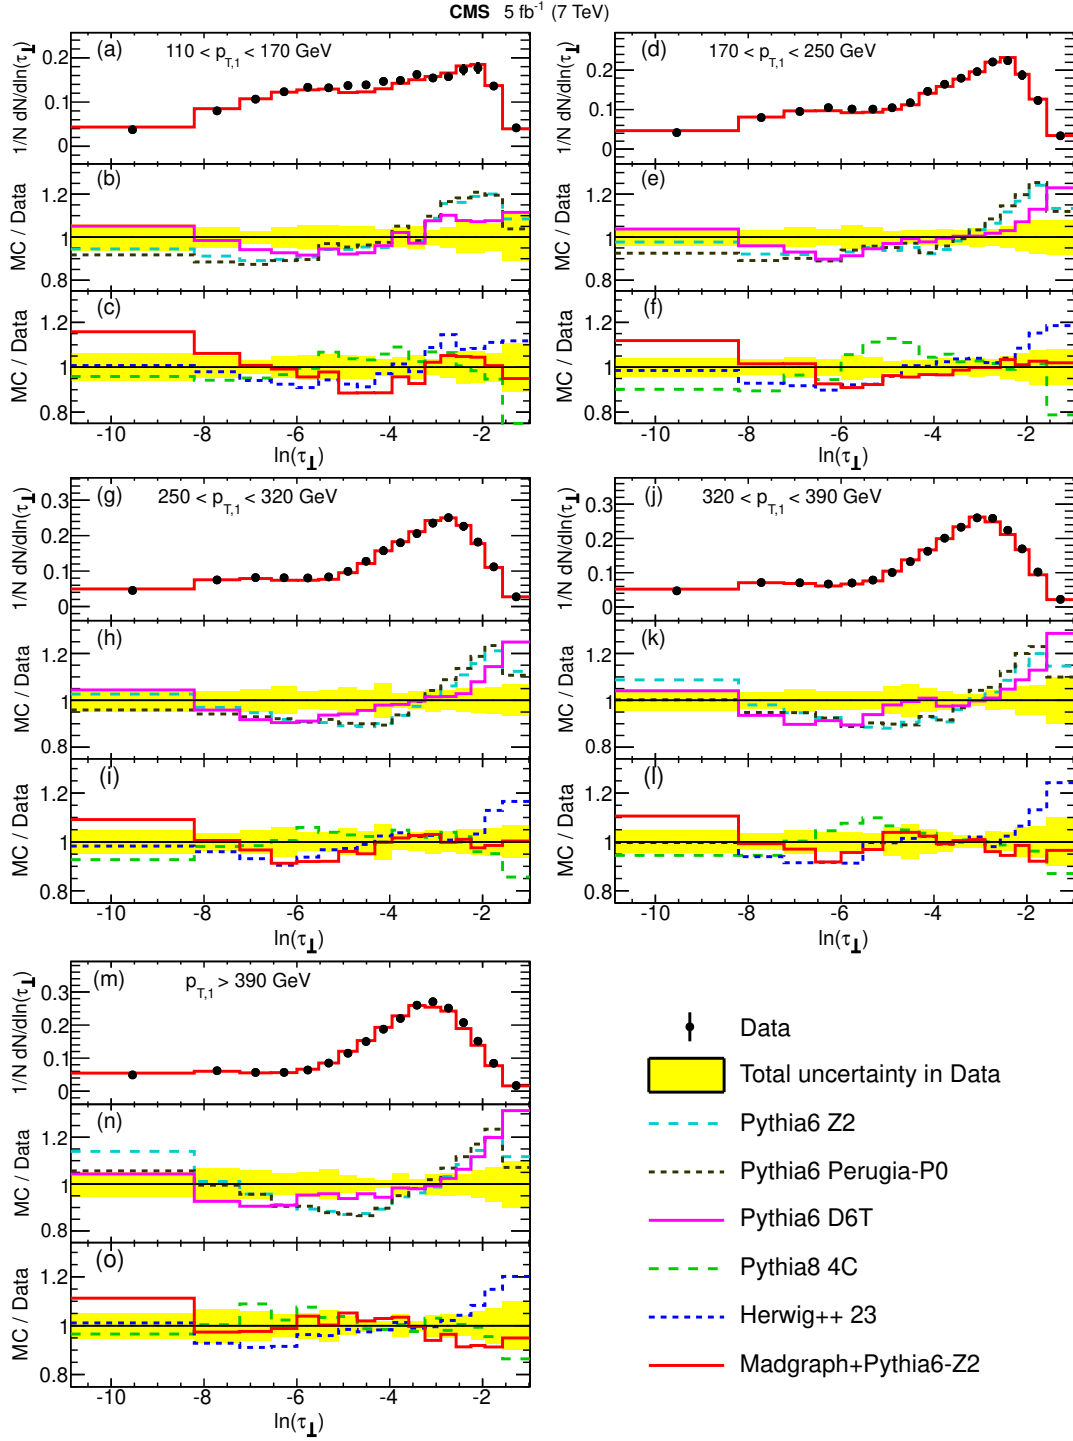 CMS 5 fb⁻¹ (7 TeV)
(a) 110 < p_T,1 < 170 GeV
1/N dN/dln(τ⊥)
0.2
0.1
0
(b)
MC / Data
1.2
1
0.8
(c)
MC / Data
1.2
1
0.8
-10 -8 -6 -4 -2
ln(τ⊥)
(d) 170 < p_T,1 < 250 GeV
1/N dN/dln(τ⊥)
0.2
0.1
0
(e)
MC / Data
1.2
1
0.8
(f)
MC / Data
1.2
1
0.8
-10 -8 -6 -4 -2
ln(τ⊥)
(g) 250 < p_T,1 < 320 GeV
1/N dN/dln(τ⊥)
0.3
0.2
0.1
0
(h)
MC / Data
1.2
1
0.8
(i)
MC / Data
1.2
1
0.8
-10 -8 -6 -4 -2
ln(τ⊥)
(j) 320 < p_T,1 < 390 GeV
1/N dN/dln(τ⊥)
0.3
0.2
0.1
0
(k)
MC / Data
1.2
1
0.8
(l)
MC / Data
1.2
1
0.8
-10 -8 -6 -4 -2
ln(τ⊥)
(m) p_T,1 > 390 GeV
1/N dN/dln(τ⊥)
0.3
0.2
0.1
0
(n)
MC / Data
1.2
1
0.8
(o)
MC / Data
1.2
1
0.8
-10 -8 -6 -4 -2
ln(τ⊥)
Data
Total uncertainty in Data
Pythia6 Z2
Pythia6 Perugia-P0
Pythia6 D6T
Pythia8 4C
Herwig++ 23
Madgraph+Pythia6-Z2